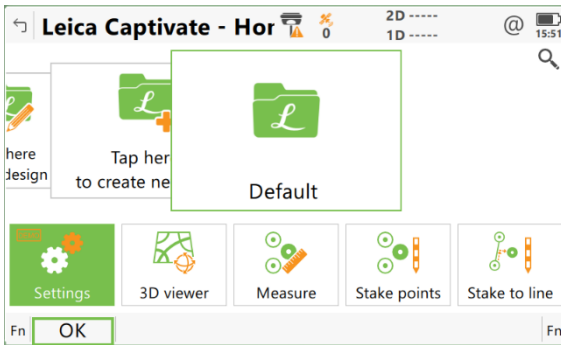 Leica Captivate - Hor
0
2D -----
1D -----
@
15:51
here
design
Tap her
to create ne
Default
Settings
3D viewer
Measure
Stake points
Stake to line
Fn
OK
Fn